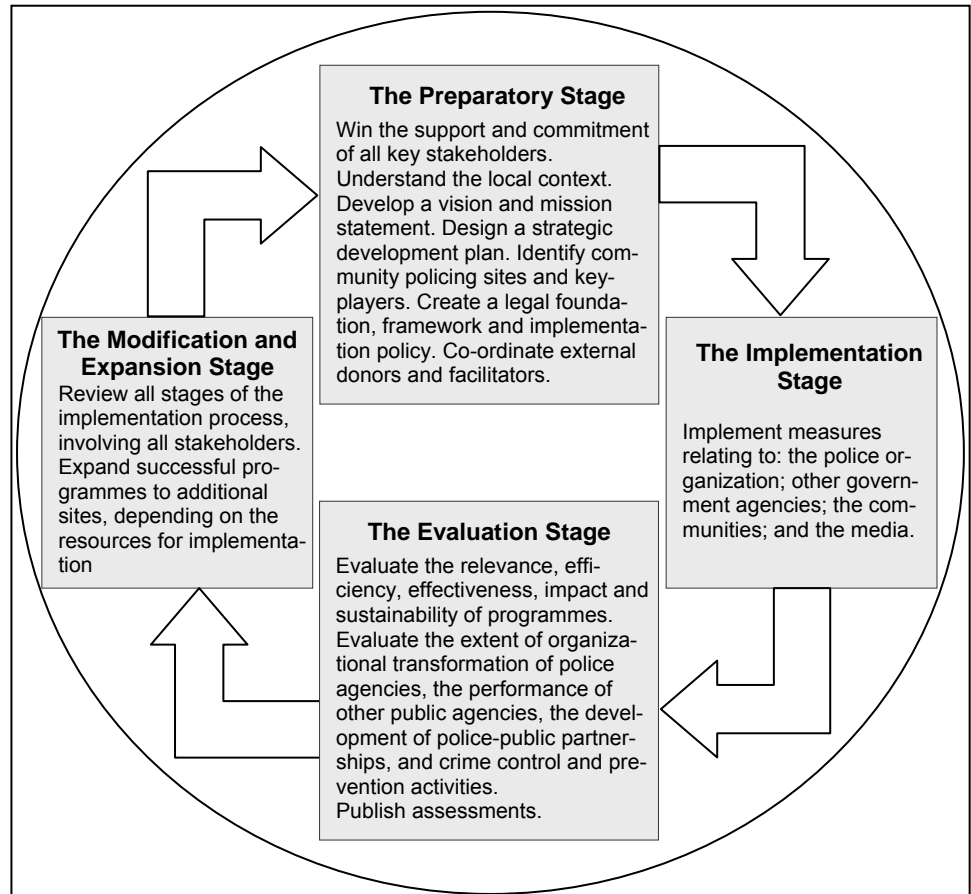 The Preparatory Stage
Win the support and commitment
of all key stakeholders.
Understand the local context.
Develop a vision and mission
statement. Design a strategic
development plan. Identify com-
munity policing sites and key-
players. Create a legal founda-
tion, framework and implementa-
tion policy. Co-ordinate external
donors and facilitators.
The Implementation
Stage
Implement measures
relating to: the police or-
ganization; other govern-
ment agencies; the com-
munities; and the media.
The Evaluation Stage
Evaluate the relevance, effi-
ciency, effectiveness, impact and
sustainability of programmes.
Evaluate the extent of organiza-
tional transformation of police
agencies, the performance of
other public agencies, the devel-
opment of police-public partner-
ships, and crime control and pre-
vention activities.
Publish assessments.
The Modification and
Expansion Stage
Review all stages of the
implementation process,
involving all stakeholders.
Expand successful pro-
grammes to additional
sites, depending on the
resources for implementa-
tion